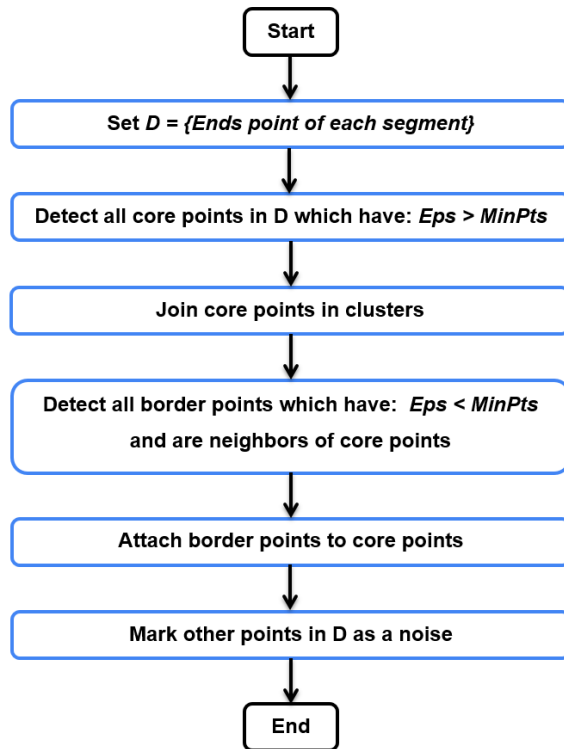 Start
Set D = {Ends point of each segment}
Detect all core points in D which have: Eps > MinPts
Join core points in clusters
Detect all border points which have: Eps < MinPts
and are neighbors of core points
Attach border points to core points
Mark other points in D as a noise
End